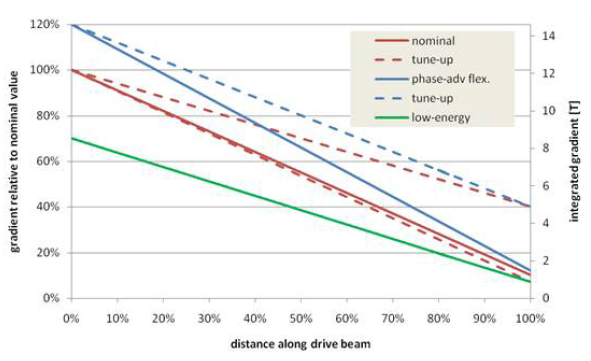 120%
100%
80%
60%
40%
20%
0%
gradient relative to nominal value
nominal
tune-up
phase-adv flex.
tune-up
low-energy
14
12
10
8
6
4
2
0
integrated gradient [T]
0% 10% 20% 30% 40% 50% 60% 70% 80% 90% 100%
distance along drive beam